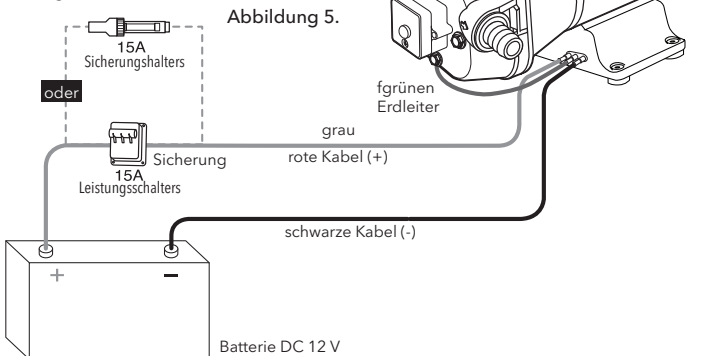 Abbildung 5.
15A
Sicherungshalters
oder
fgrünen
Erdleiter
grau
rote Kabel (+)
Sicherung
15A
Leistungsschalters
schwarze Kabel (-)
+
−
Batterie DC 12 V